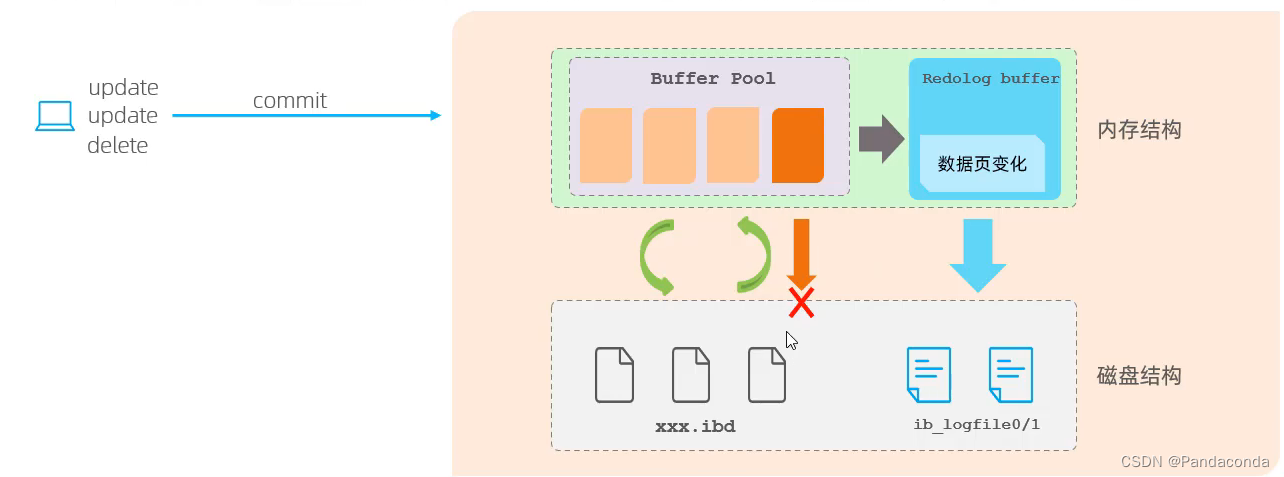 update
update
delete
commit
Buffer Pool
Redolog buffer
数据页变化
内存结构
xxx.ibd
ib_logfile0/1
磁盘结构
CSDN @Pandaconda